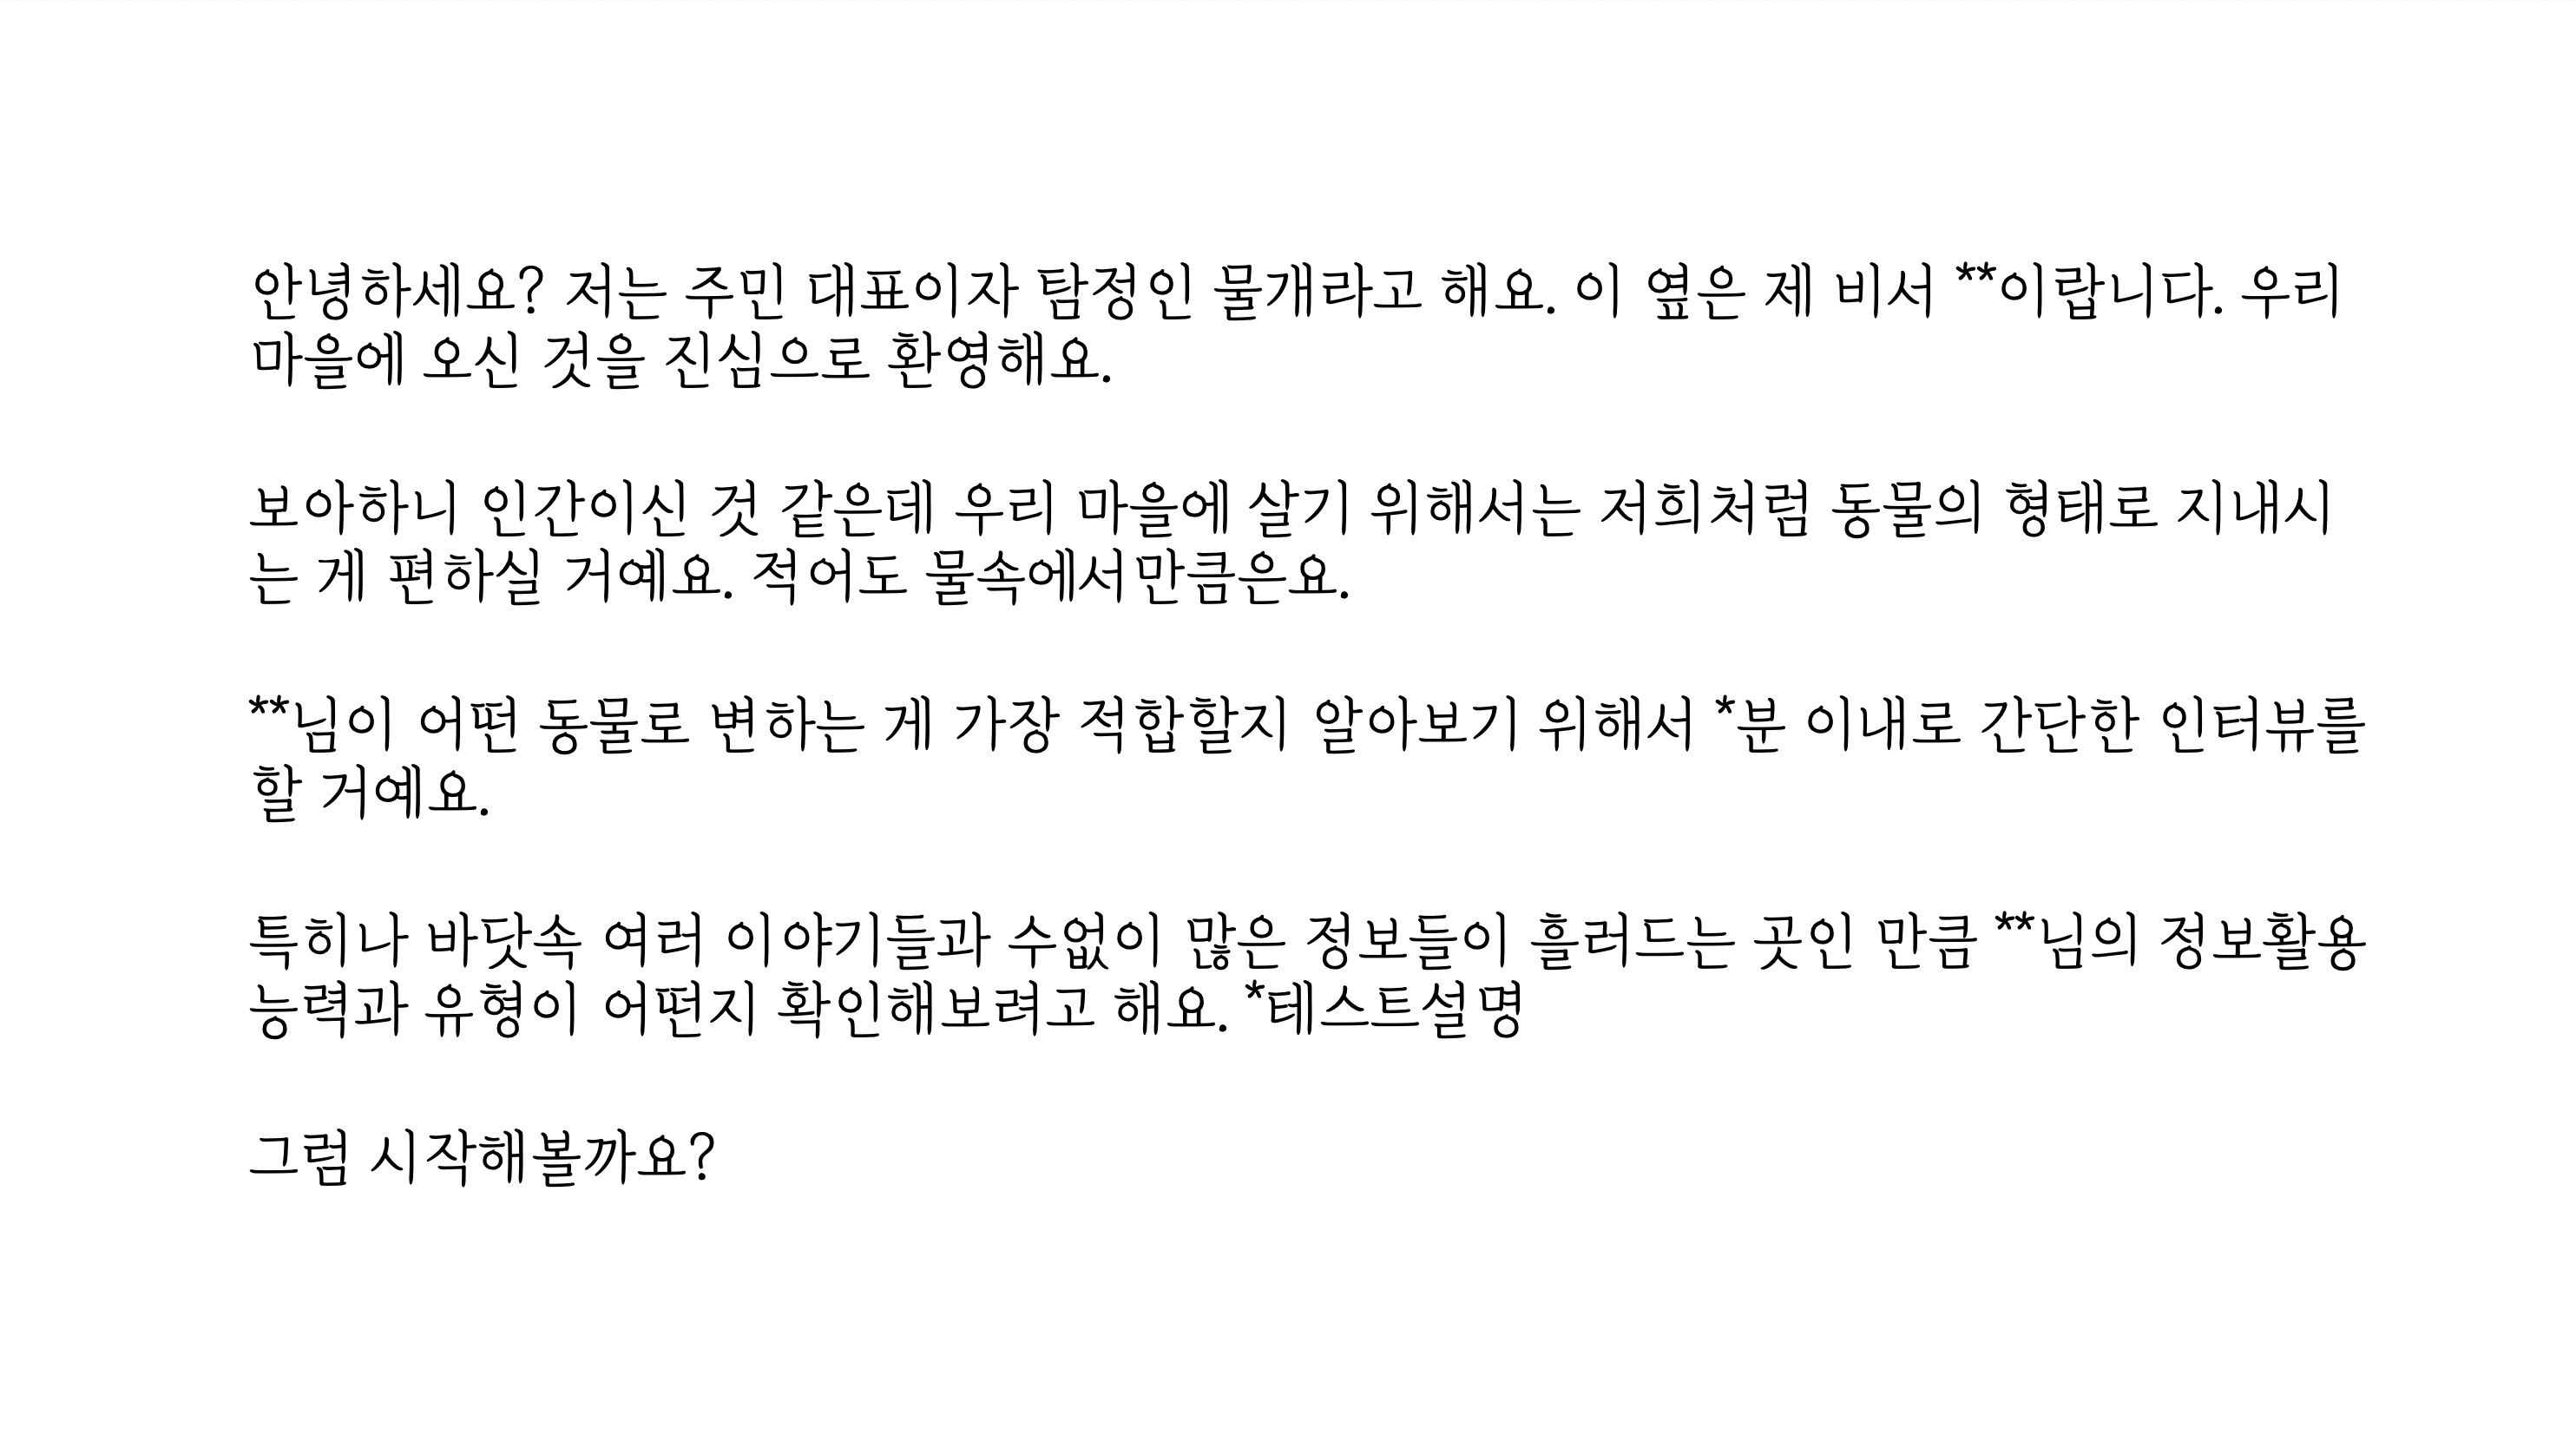 안녕하세요? 저는 주민 대표이자 탐정인 물개라고 해요. 이 옆은 제 비서 **이랍니다. 우리
마을에 오신 것을 진심으로 환영해요.
보아하니 인간이신 것 같은데 우리 마을에 살기 위해서는 저희처럼 동물의 형태로 지내시
는 게 편하실 거예요. 적어도 물속에서만큼은요.
**님이 어떤 동물로 변하는 게 가장 적합할지 알아보기 위해서 *분 이내로 간단한 인터뷰를
할 거예요.
특히나 바닷속 여러 이야기들과 수없이 많은 정보들이 흘러드는 곳인 만큼 **님의 정보활용
능력과 유형이 어떤지 확인해보려고 해요. *테스트설명
그럼 시작해볼까요?